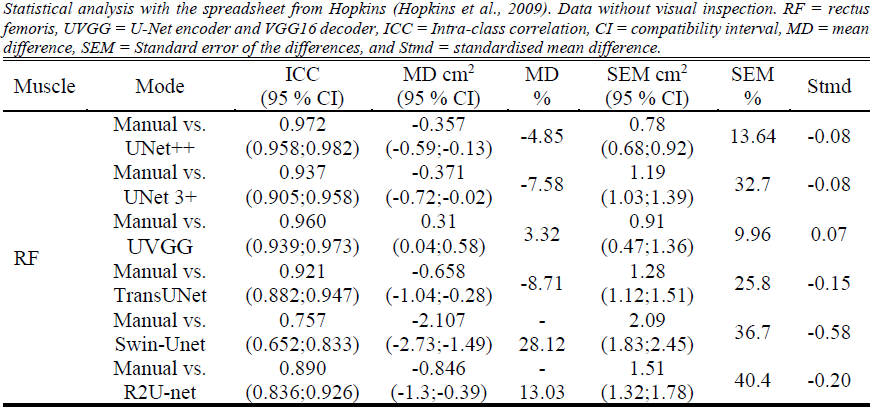 Statistical analysis with the spreadsheet from Hopkins (Hopkins et al., 2009). Data without visual inspection. RF = rectus
femoris, UVGG = U-Net encoder and VGG16 decoder, ICC = Intra-class correlation, CI = compatibility interval, MD = mean
difference, SEM = Standard error of the differences, and Stmd = standardised mean difference.
Muscle Mode ICC (95 % CI) MD cm² (95 % CI) MD % SEM cm² (95 % CI) SEM % Stmd
RF
Manual vs. UNet++ 0.972 (0.958;0.982) -0.357 (-0.59;-0.13) -4.85 0.78 (0.68;0.92) 13.64 -0.08
Manual vs. UNet 3+ 0.937 (0.905;0.958) -0.371 (-0.72;-0.02) -7.58 1.19 (1.03;1.39) 32.7 -0.08
Manual vs. UVGG 0.960 (0.939;0.973) 0.31 (0.04;0.58) 3.32 0.91 (0.47;1.36) 9.96 0.07
Manual vs. TransUNet 0.921 (0.882;0.947) -0.658 (-1.04;-0.28) -8.71 1.28 (1.12;1.51) 25.8 -0.15
Manual vs. Swin-Unet 0.757 (0.652;0.833) -2.107 (-2.73;-1.49) - 28.12 2.09 (1.83;2.45) 36.7 -0.58
Manual vs. R2U-net 0.890 (0.836;0.926) -0.846 (-1.3;-0.39) - 13.03 1.51 (1.32;1.78) 40.4 -0.20